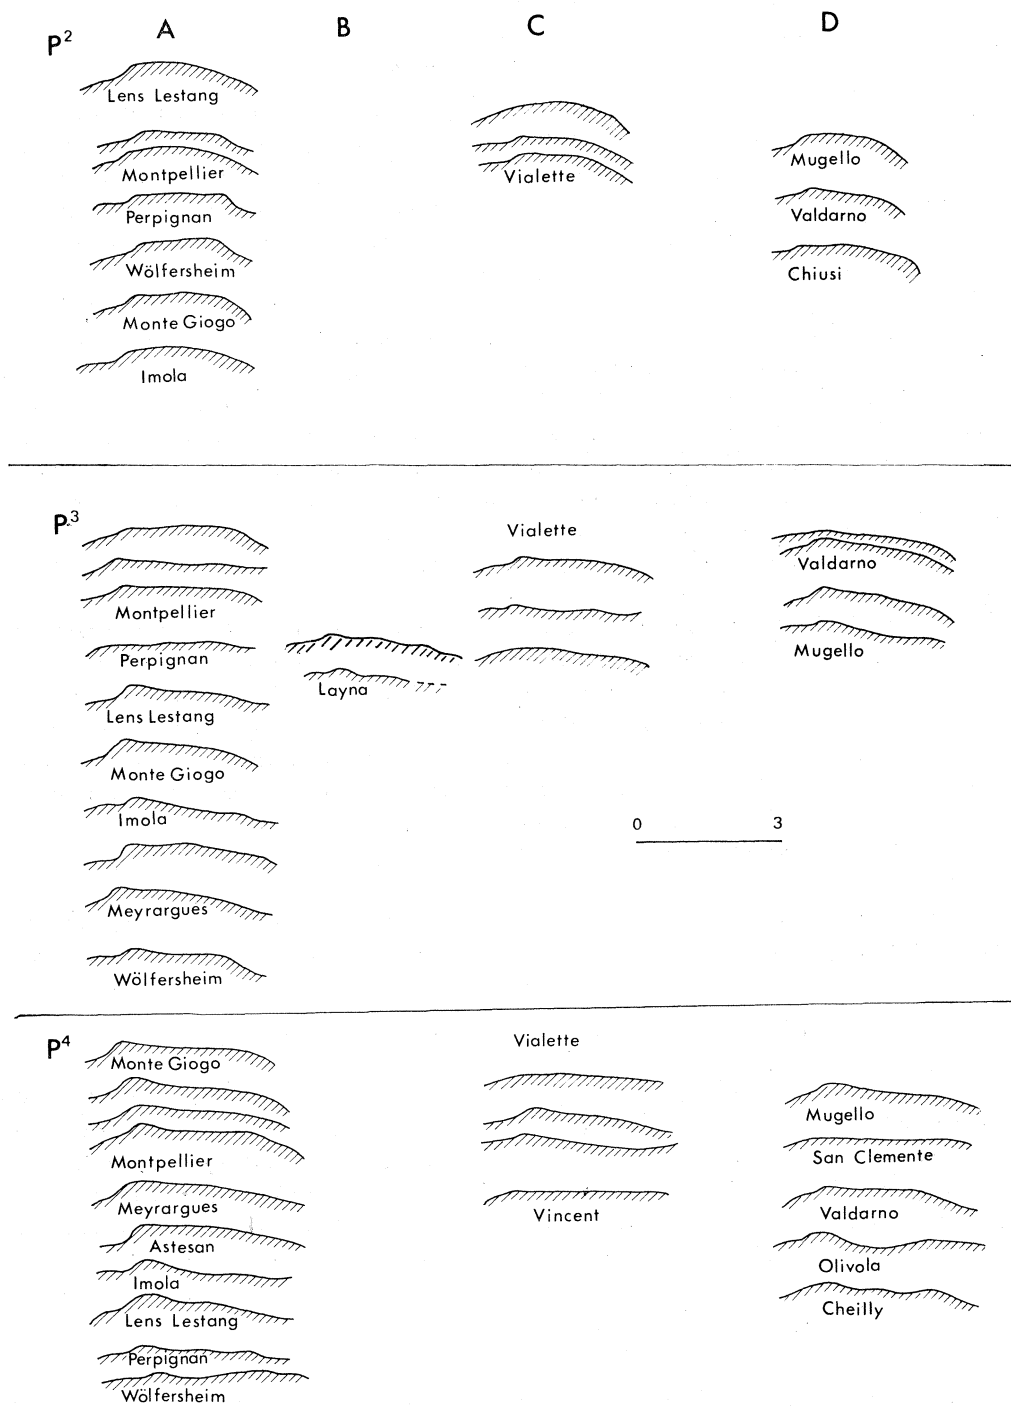 A B C D
P2
Lens Lestang
Montpellier
Perpignan
Wölfersheim
Monte Giogo
Imola
Vialette
Mugello
Valdarno
Chiusi
P3
Montpellier
Perpignan
Lens Lestang
Monte Giogo
Imola
Meyrargues
Wölfersheim
Layna
Vialette
Valdarno
Mugello
0 3
P4
Monte Giogo
Montpellier
Meyrargues
Astesan
Imola
Lens Lestang
Perpignan
Wölfersheim
Vialette
Vincent
Mugello
San Clemente
Valdarno
Olivola
Cheilly